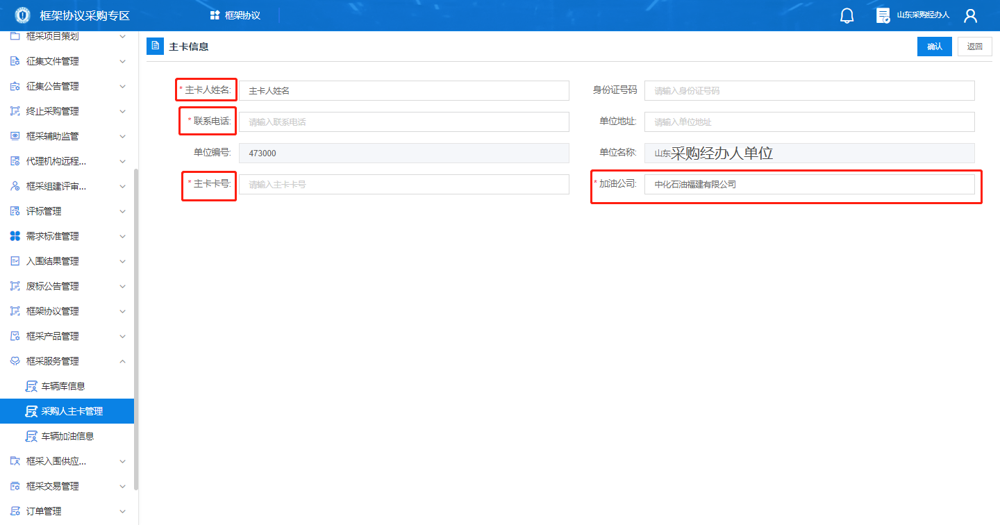 框架协议采购专区
框架协议
山东采购经办人
框采项目策划
征集文件管理
征集公告管理
终止采购管理
框采辅助监管
代理机构远程...
框采组建评审...
评标管理
需求标准管理
入围结果管理
废标公告管理
框架协议管理
框采产品管理
框采服务管理
车辆库信息
采购人主卡管理
车辆加油信息
框采入围供应...
框采交易管理
订单管理
主卡信息
确认
返回
* 主卡人姓名: 主卡人姓名
身份证号码 请输入身份证号码
* 联系电话: 请输入联系电话
单位地址: 请输入单位地址
单位编号: 473000
单位名称: 山东采购经办人单位
* 主卡卡号: 请输入主卡卡号
* 加油公司: 中化石油福建有限公司